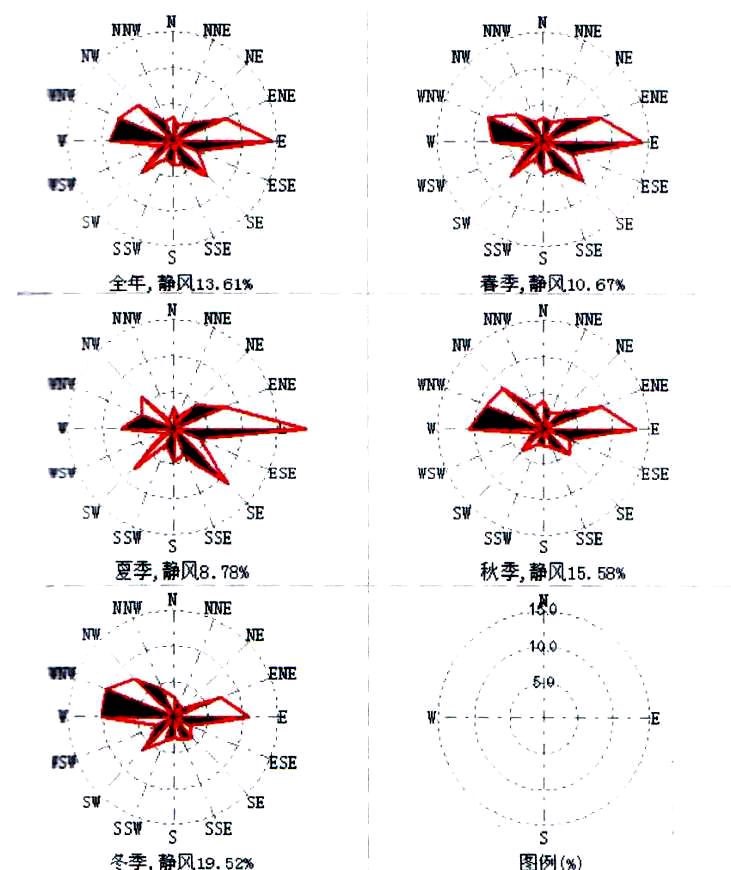 N
NNW NNE
NW NE
WNW ENE
W E
WSW ESE
SW SE
SSW SSE
S
全年,静风13.61%
N
NNW NNE
NW NE
WNW ENE
W E
WSW ESE
SW SE
SSW SSE
S
春季,静风10.67%
N
NNW NNE
NW NE
WNW ENE
W E
WSW ESE
SW SE
SSW SSE
S
夏季,静风8.78%
N
NNW NNE
NW NE
WNW ENE
W E
WSW ESE
SW SE
SSW SSE
S
秋季,静风15.58%
N
NNW NNE
NW NE
WNW ENE
W E
WSW ESE
SW SE
SSW SSE
S
冬季,静风19.52%
N
15.0
10.0
5.0
W E
S
图例(%)